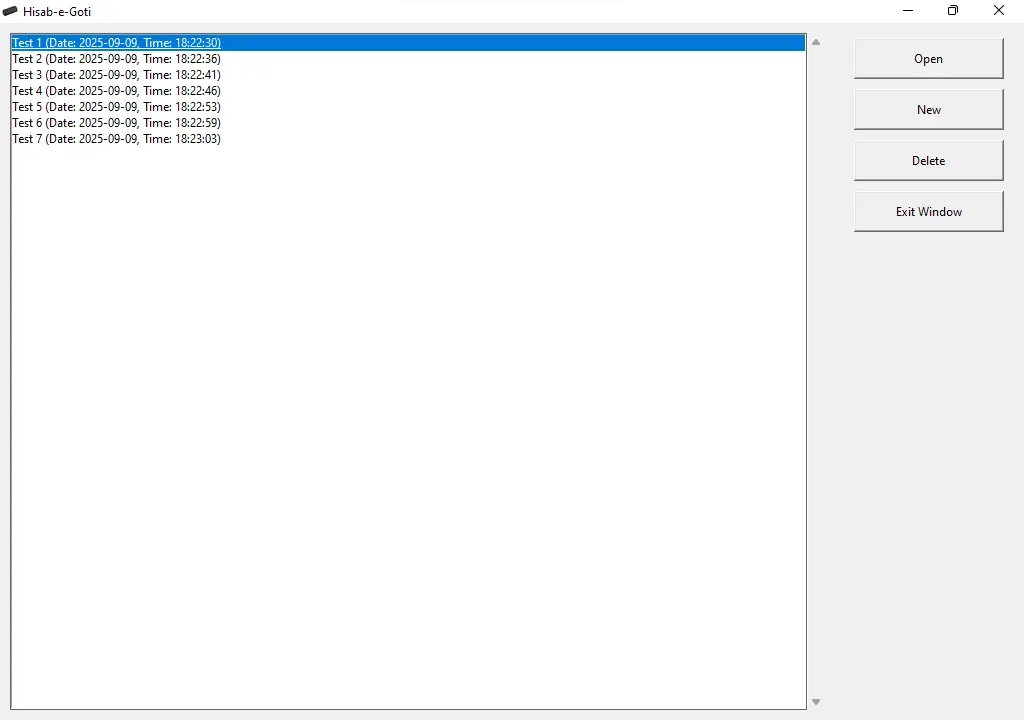 Hisab-e-Goti
Test 1 (Date: 2025-09-09, Time: 18:22:30)
Test 2 (Date: 2025-09-09, Time: 18:22:36)
Test 3 (Date: 2025-09-09, Time: 18:22:41)
Test 4 (Date: 2025-09-09, Time: 18:22:46)
Test 5 (Date: 2025-09-09, Time: 18:22:53)
Test 6 (Date: 2025-09-09, Time: 18:22:59)
Test 7 (Date: 2025-09-09, Time: 18:23:03)
Open
New
Delete
Exit Window